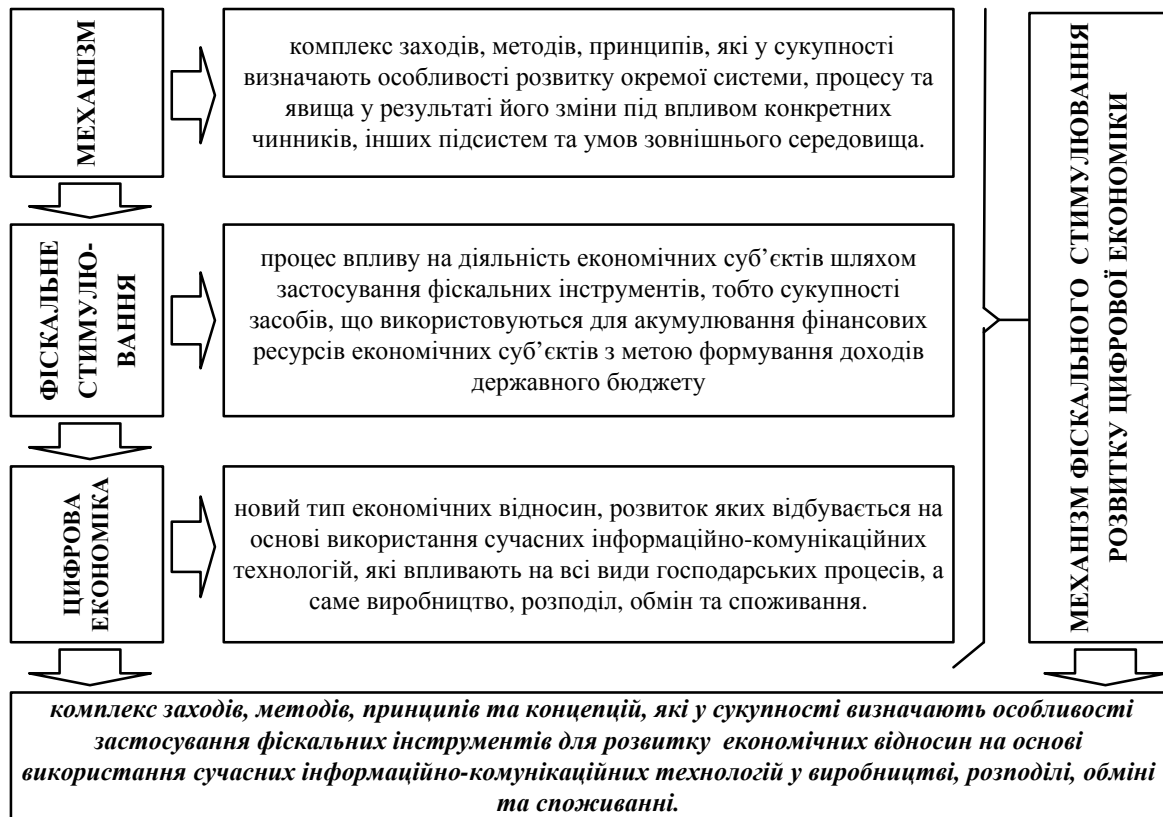 МЕХАНІЗМ
комплекс заходів, методів, принципів, які у сукупності
визначають особливості розвитку окремої системи, процесу та
явища у результаті його зміни під впливом конкретних
чинників, інших підсистем та умов зовнішнього середовища.
ФІСКАЛЬНЕ
СТИМУЛЮ-
ВАННЯ
процес впливу на діяльність економічних суб’єктів шляхом
застосування фіскальних інструментів, тобто сукупності
засобів, що використовуються для акумулювання фінансових
ресурсів економічних суб’єктів з метою формування доходів
державного бюджету
ЦИФРОВА
ЕКОНОМІКА
новий тип економічних відносин, розвиток яких відбувається на
основі використання сучасних інформаційно-комунікаційних
технологій, які впливають на всі види господарських процесів, а
саме виробництво, розподіл, обмін та споживання.
МЕХАНІЗМ ФІСКАЛЬНОГО СТИМУЛЮВАННЯ
РОЗВИТКУ ЦИФРОВОЇ ЕКОНОМІКИ
комплекс заходів, методів, принципів та концепцій, які у сукупності визначають особливості
застосування фіскальних інструментів для розвитку економічних відносин на основі
використання сучасних інформаційно-комунікаційних технологій у виробництві, розподілі, обміні
та споживанні.